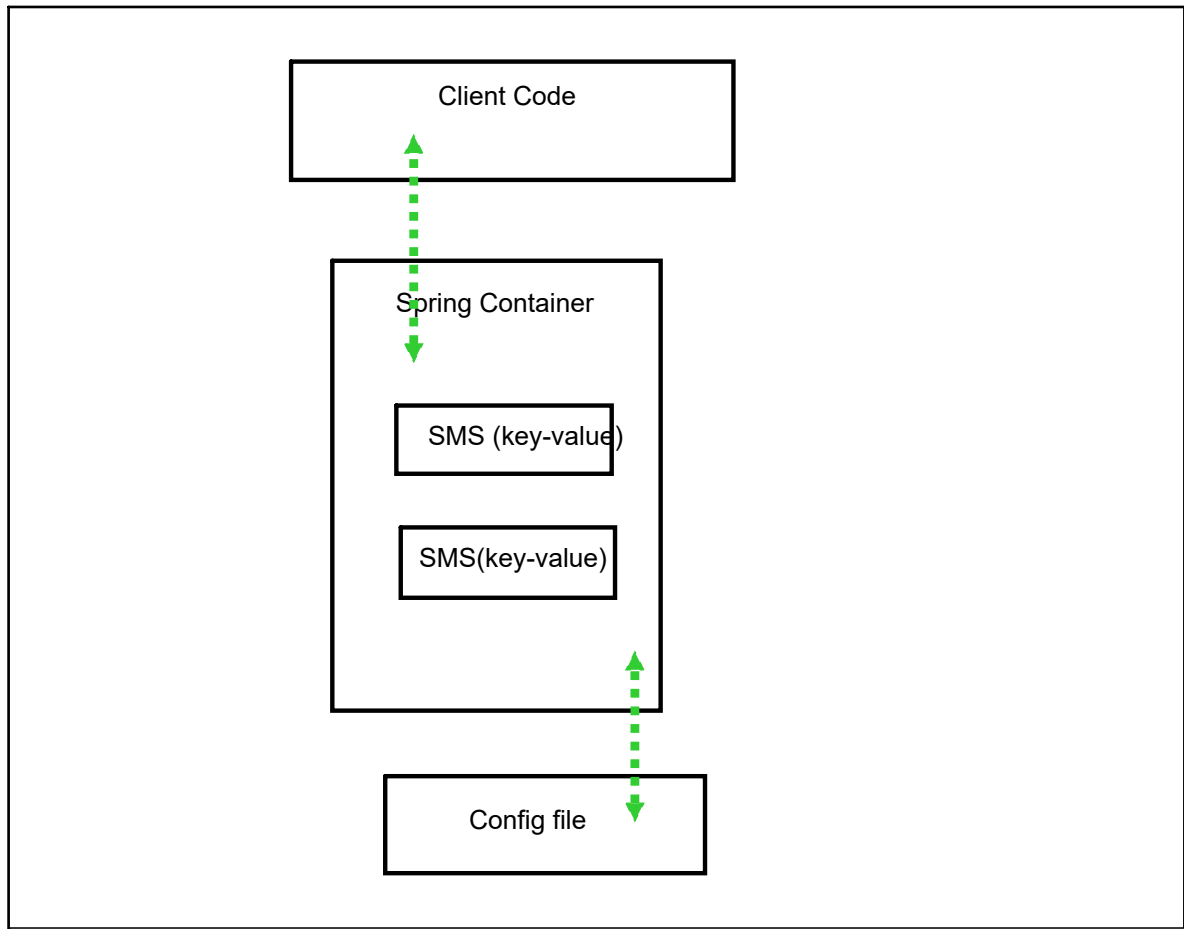 Client Code
Spring Container
SMS (key-value)
SMS(key-value)
Config file